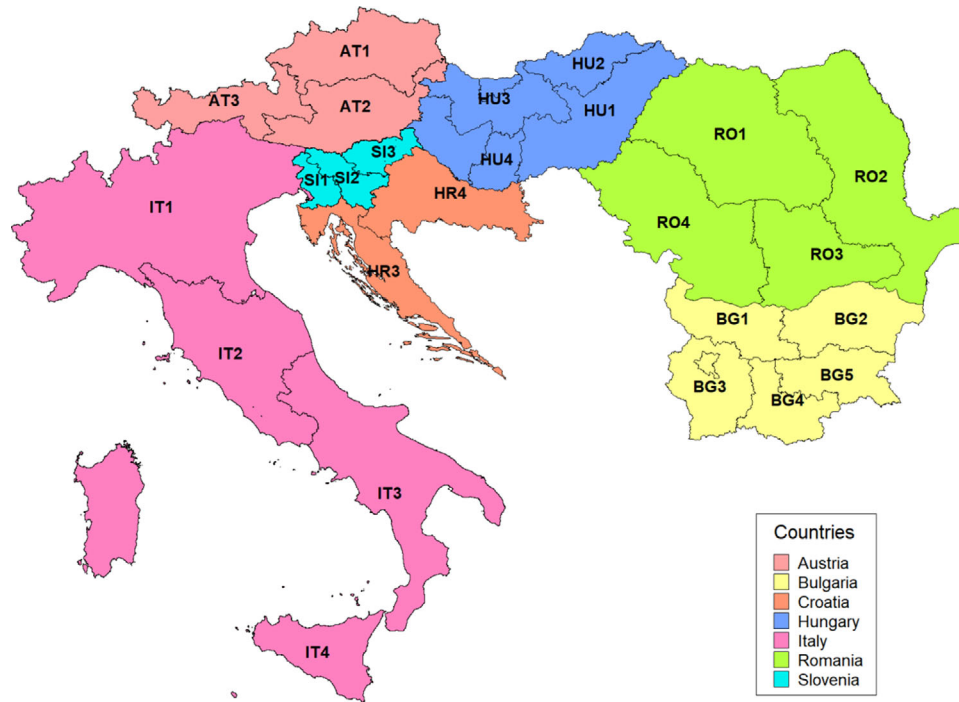 AT1
HU2
AT3
AT2
HU3
HU1
RO1
SI3
HU4
SI1
SI2
RO2
HR4
IT1
RO4
RO3
HR3
BG1
BG2
IT2
BG5
BG3
BG4
IT3
IT4
Countries
Austria
Bulgaria
Croatia
Hungary
Italy
Romania
Slovenia